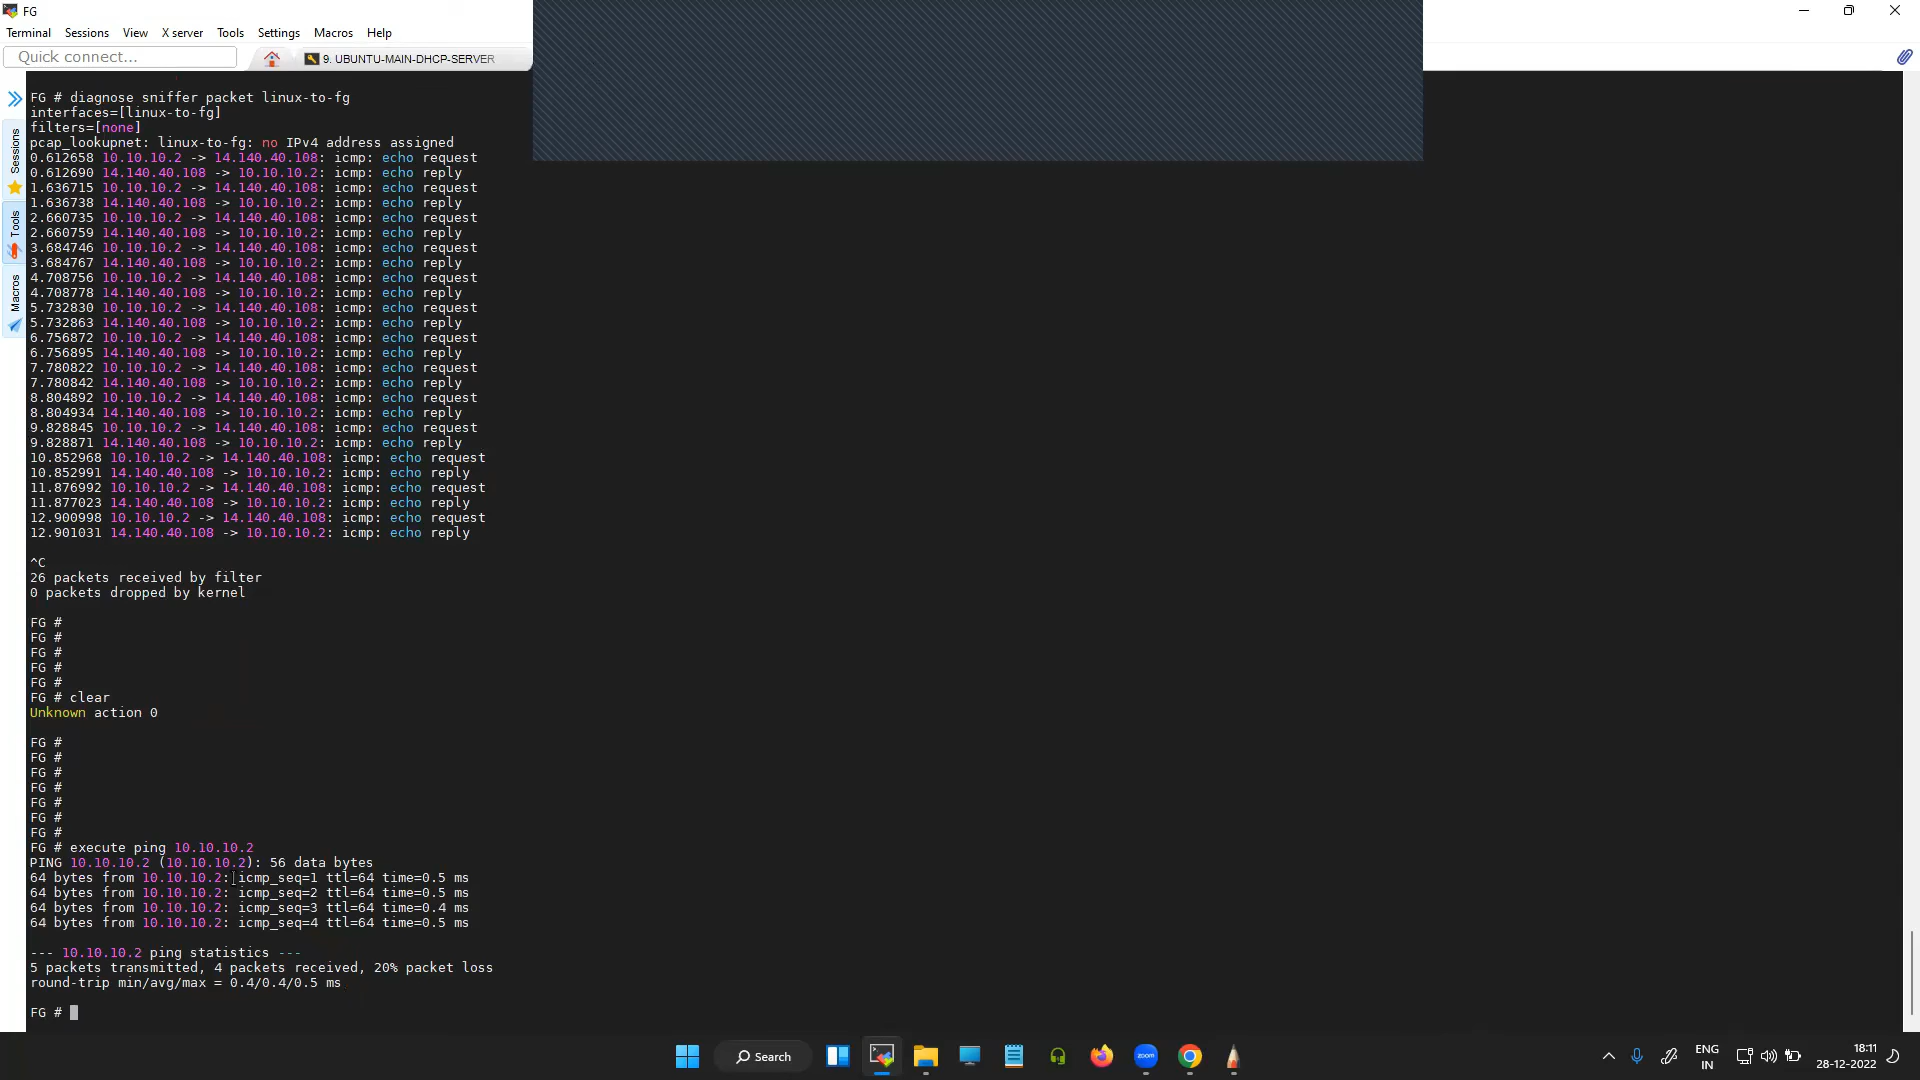 FG
Terminal Sessions View X server Tools Settings Macros Help
Quick connect...
9. UBUNTU-MAIN-DHCP-SERVER
Sessions
Tools
Macros
FG # diagnose sniffer packet linux-to-fg
interfaces=[linux-to-fg]
filters=[none]
pcap_lookupnet: linux-to-fg: no IPv4 address assigned
0.612658 10.10.10.2 -> 14.140.40.108: icmp: echo request
0.612690 14.140.40.108 -> 10.10.10.2: icmp: echo reply
1.636715 10.10.10.2 -> 14.140.40.108: icmp: echo request
1.636738 14.140.40.108 -> 10.10.10.2: icmp: echo reply
2.660735 10.10.10.2 -> 14.140.40.108: icmp: echo request
2.660759 14.140.40.108 -> 10.10.10.2: icmp: echo reply
3.684746 10.10.10.2 -> 14.140.40.108: icmp: echo request
3.684767 14.140.40.108 -> 10.10.10.2: icmp: echo reply
4.708756 10.10.10.2 -> 14.140.40.108: icmp: echo request
4.708778 14.140.40.108 -> 10.10.10.2: icmp: echo reply
5.732830 10.10.10.2 -> 14.140.40.108: icmp: echo request
5.732863 14.140.40.108 -> 10.10.10.2: icmp: echo reply
6.756872 10.10.10.2 -> 14.140.40.108: icmp: echo request
6.756895 14.140.40.108 -> 10.10.10.2: icmp: echo reply
7.780822 10.10.10.2 -> 14.140.40.108: icmp: echo request
7.780842 14.140.40.108 -> 10.10.10.2: icmp: echo reply
8.804892 10.10.10.2 -> 14.140.40.108: icmp: echo request
8.804934 14.140.40.108 -> 10.10.10.2: icmp: echo reply
9.828845 10.10.10.2 -> 14.140.40.108: icmp: echo request
9.828871 14.140.40.108 -> 10.10.10.2: icmp: echo reply
10.852968 10.10.10.2 -> 14.140.40.108: icmp: echo request
10.852991 14.140.40.108 -> 10.10.10.2: icmp: echo reply
11.876992 10.10.10.2 -> 14.140.40.108: icmp: echo request
11.877023 14.140.40.108 -> 10.10.10.2: icmp: echo reply
12.900998 10.10.10.2 -> 14.140.40.108: icmp: echo request
12.901031 14.140.40.108 -> 10.10.10.2: icmp: echo reply
^C
26 packets received by filter
0 packets dropped by kernel
FG #
FG #
FG #
FG #
FG #
FG # clear
Unknown action 0
FG #
FG #
FG #
FG #
FG #
FG #
FG #
FG # execute ping 10.10.10.2
PING 10.10.10.2 (10.10.10.2): 56 data bytes
64 bytes from 10.10.10.2: icmp_seq=1 ttl=64 time=0.5 ms
64 bytes from 10.10.10.2: icmp_seq=2 ttl=64 time=0.5 ms
64 bytes from 10.10.10.2: icmp_seq=3 ttl=64 time=0.4 ms
64 bytes from 10.10.10.2: icmp_seq=4 ttl=64 time=0.5 ms
--- 10.10.10.2 ping statistics ---
5 packets transmitted, 4 packets received, 20% packet loss
round-trip min/avg/max = 0.4/0.4/0.5 ms
FG #
Search
zoom
ENG
IN
18:11
28-12-2022